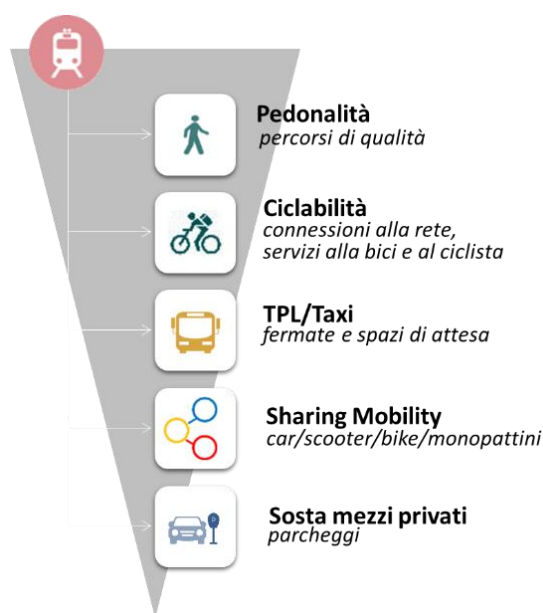 Pedonalità
percorsi di qualità
Ciclabilità
connessioni alla rete,
servizi alla bici e al ciclista
TPL/Taxi
fermate e spazi di attesa
Sharing Mobility
car/scooter/bike/monopattini
Sosta mezzi privati
parcheggi
P